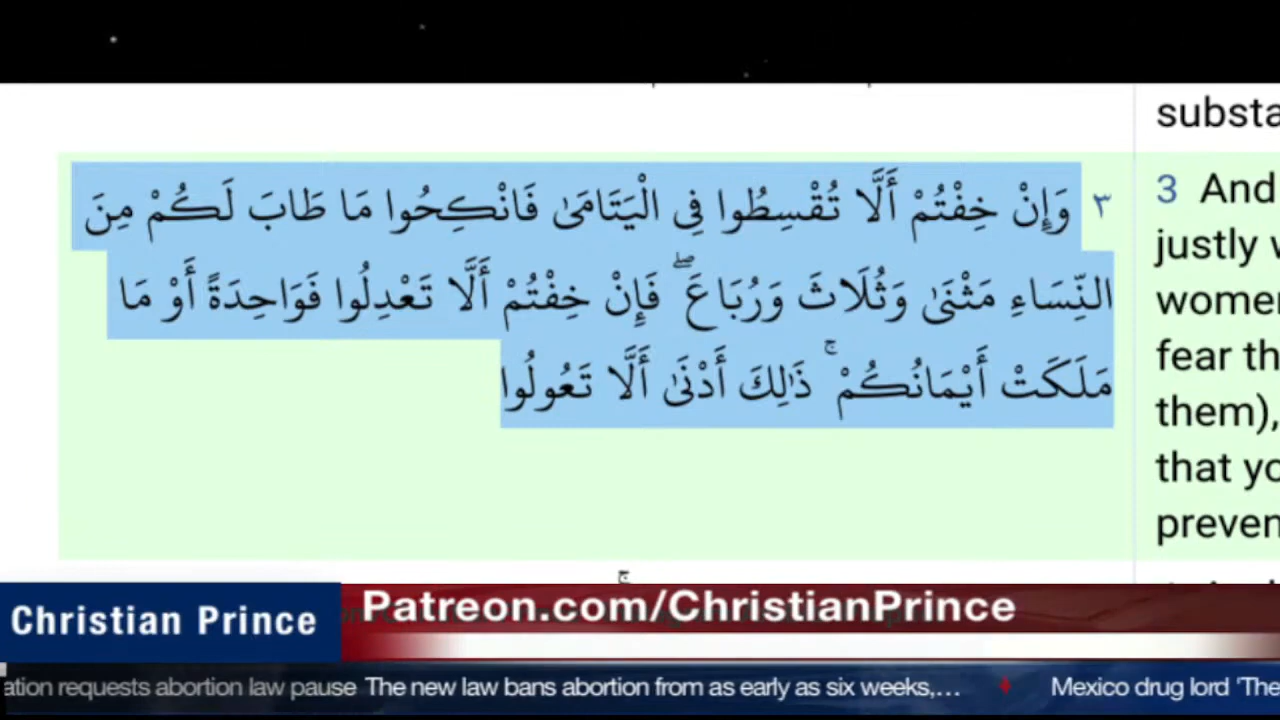 substa
٣ وَإِنْ خِفْتُمْ أَلَّا تُقْسِطُوا فِي الْيَتَامَىٰ فَانْكِحُوا مَا طَابَ لَكُمْ مِنَ
النِّسَاءِ مَثْنَىٰ وَثُلَاثَ وَرُبَاعَ ۖ فَإِنْ خِفْتُمْ أَلَّا تَعْدِلُوا فَوَاحِدَةً أَوْ مَا
مَلَكَتْ أَيْمَانُكُمْ ۚ ذَٰلِكَ أَدْنَىٰ أَلَّا تَعُولُوا
3 And
justly w
women
fear th
them),
that yo
preven
Christian Prince
Patreon.com/ChristianPrince
ation requests abortion law pause The new law bans abortion from as early as six weeks,... Mexico drug lord 'The